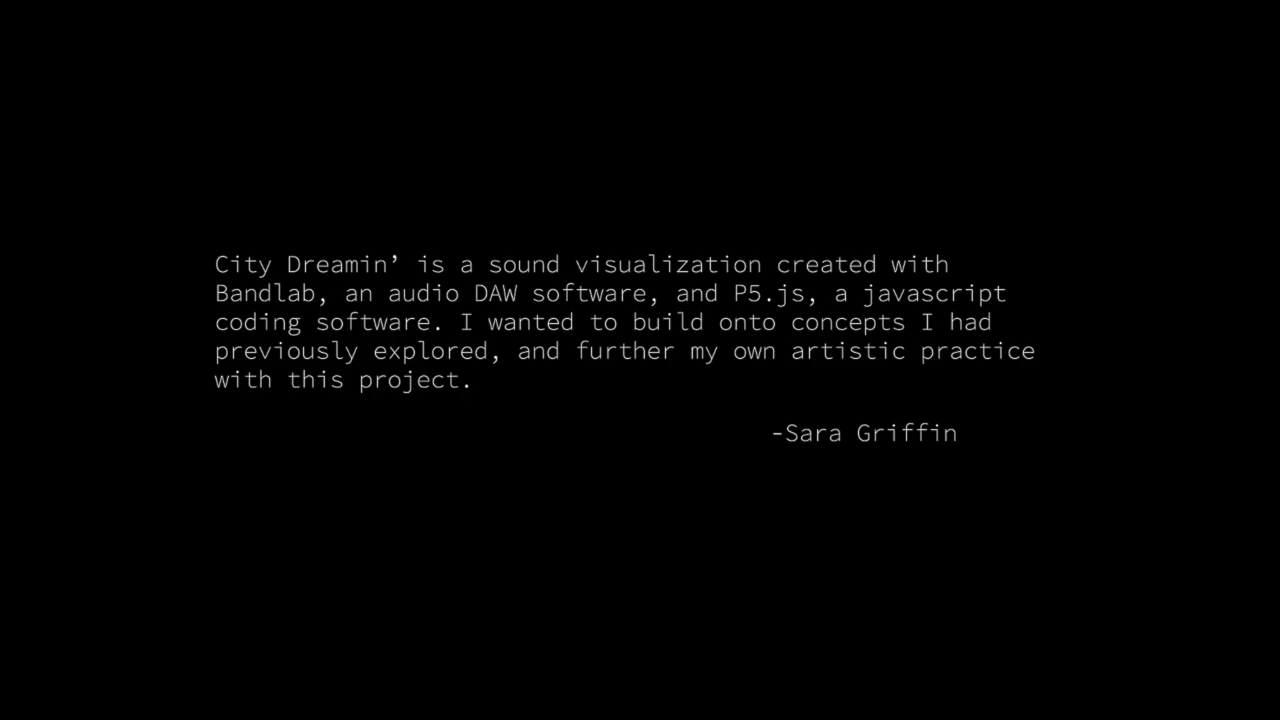 City Dreamin’ is a sound visualization created with
Bandlab, an audio DAW software, and P5.js, a javascript
coding software. I wanted to build onto concepts I had
previously explored, and further my own artistic practice
with this project.
-Sara Griffin